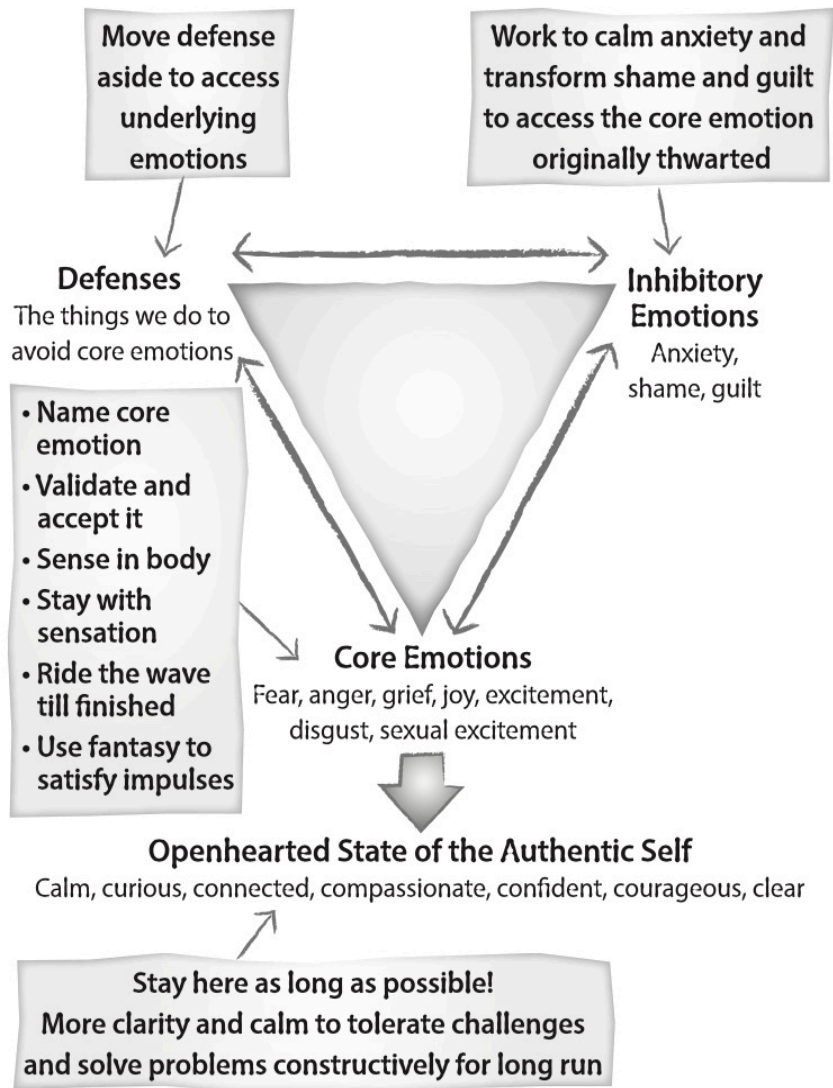 Move defense
aside to access
underlying
emotions
Work to calm anxiety and
transform shame and guilt
to access the core emotion
originally thwarted
Defenses
The things we do to
avoid core emotions
Inhibitory
Emotions
Anxiety,
shame, guilt
• Name core
emotion
• Validate and
accept it
• Sense in body
• Stay with
sensation
• Ride the wave
till finished
• Use fantasy to
satisfy impulses
Core Emotions
Fear, anger, grief, joy, excitement,
disgust, sexual excitement
Openhearted State of the Authentic Self
Calm, curious, connected, compassionate, confident, courageous, clear
Stay here as long as possible!
More clarity and calm to tolerate challenges
and solve problems constructively for long run